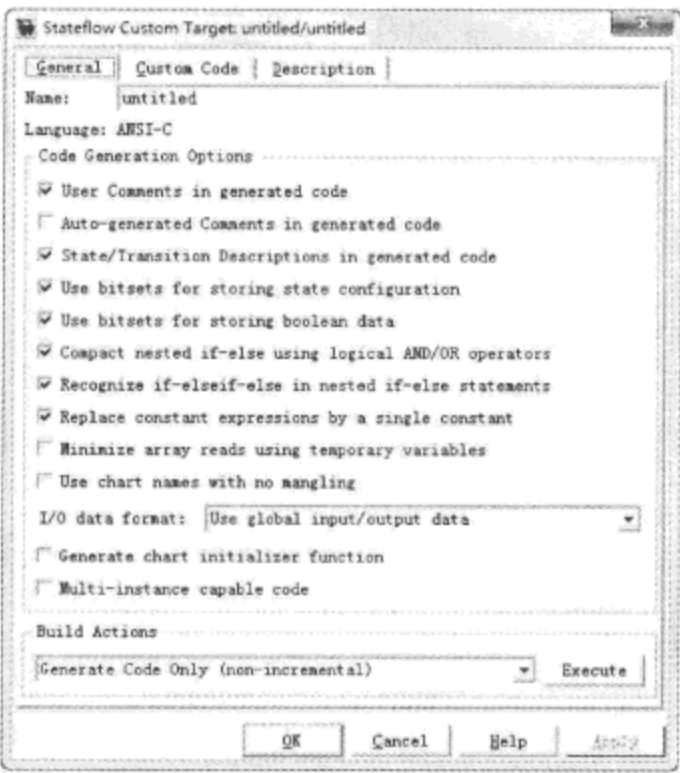 Stateflow Custom Target: untitled/untitled
General Custom Code Description
Name: untitled
Language: ANSI-C
Code Generation Options
User Comments in generated code
Auto-generated Comments in generated code
State/Transition Descriptions in generated code
Use bitsets for storing state configuration
Use bitsets for storing boolean data
Compact nested if-else using logical AND/OR operators
Recognize if-elseif-else in nested if-else statements
Replace constant expressions by a single constant
Minimize array reads using temporary variables
Use chart names with no mangling
I/O data format: Use global input/output data
Generate chart initializer function
Multi-instance capable code
Build Actions
Generate Code Only (non-incremental) Execute
OK Cancel Help Apply